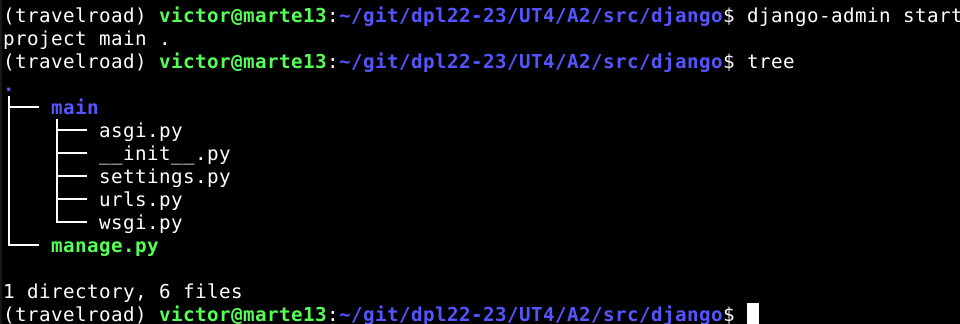 (travelroad) victor@marte13:~/git/dpl22-23/UT4/A2/src/django$ django-admin start
project main .
(travelroad) victor@marte13:~/git/dpl22-23/UT4/A2/src/django$ tree
.
├── main
│   ├── asgi.py
│   ├── __init__.py
│   ├── settings.py
│   ├── urls.py
│   └── wsgi.py
└── manage.py

1 directory, 6 files
(travelroad) victor@marte13:~/git/dpl22-23/UT4/A2/src/django$